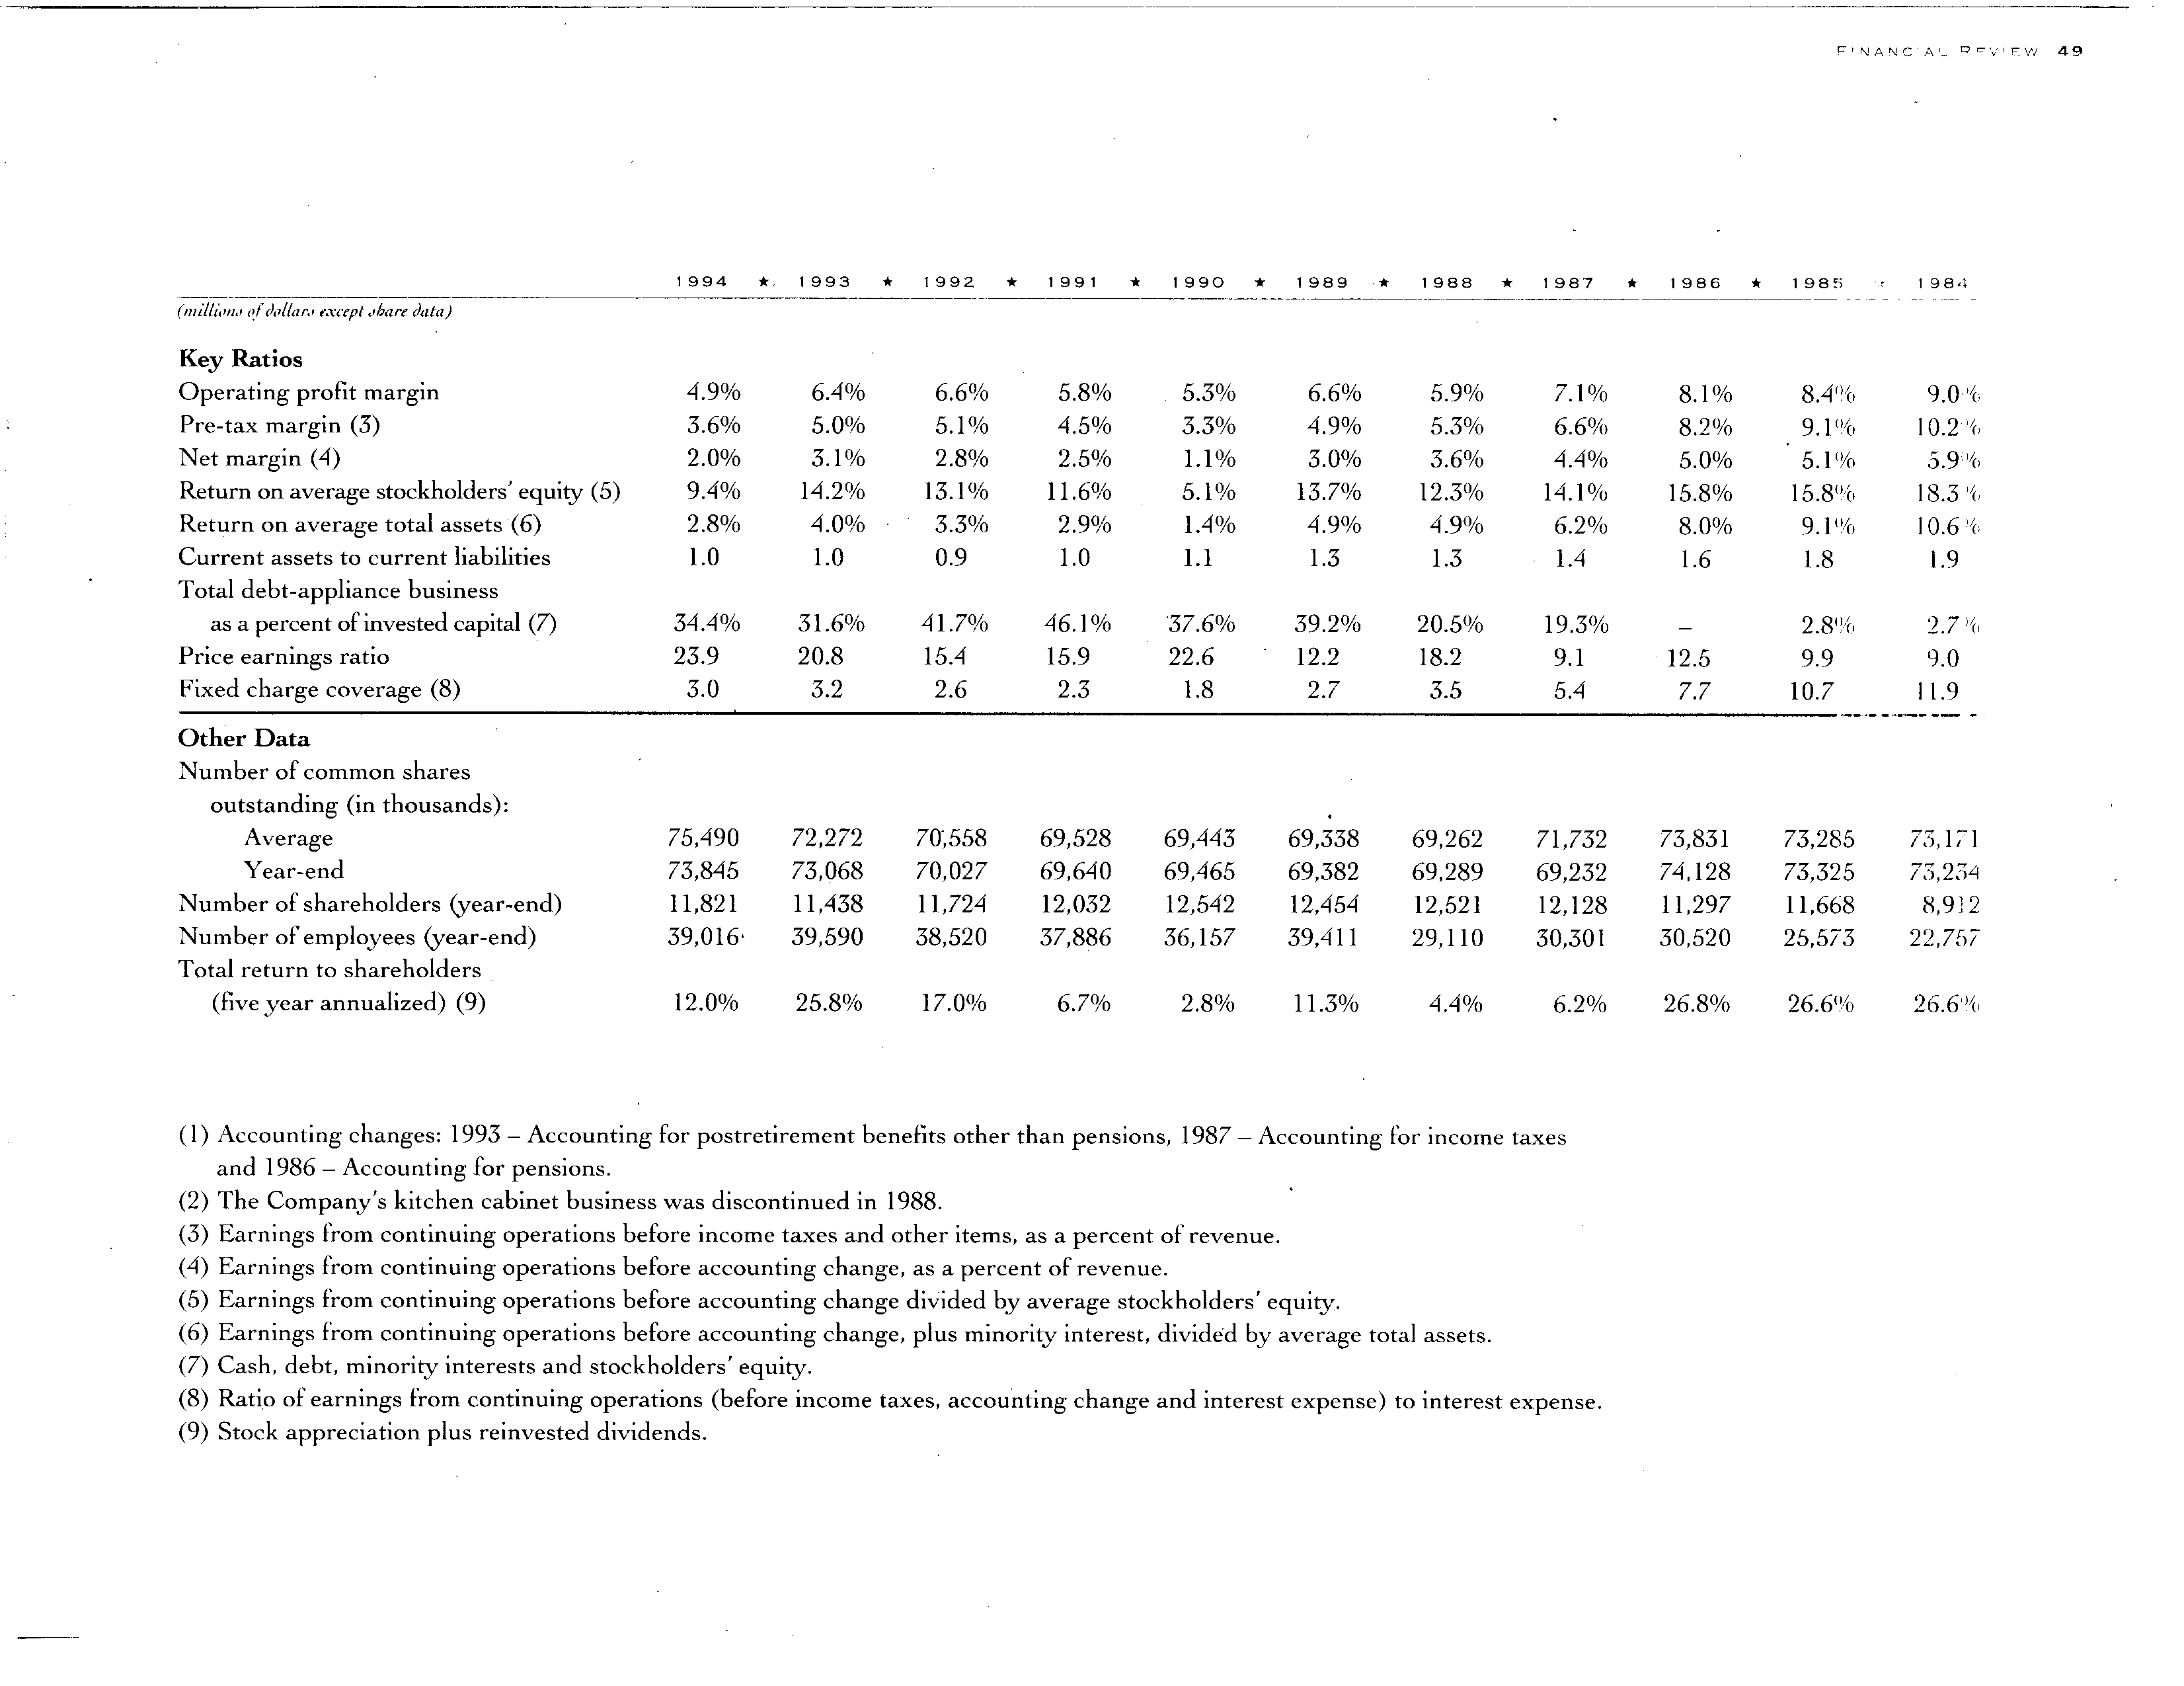 FINANCIAL REVIEW 49
1994 ★ 1993 ★ 1992 ★ 1991 ★ 1990 ★ 1989 ★ 1988 ★ 1987 ★ 1986 ★ 1985 1984
(millions of dollars except share data)
Key Ratios
Operating profit margin 4.9% 6.4% 6.6% 5.8% 5.3% 6.6% 5.9% 7.1% 8.1% 8.4% 9.0%
Pre-tax margin (3) 3.6% 5.0% 5.1% 4.5% 3.3% 4.9% 5.3% 6.6% 8.2% 9.1% 10.2%
Net margin (4) 2.0% 3.1% 2.8% 2.5% 1.1% 3.0% 3.6% 4.4% 5.0% 5.1% 5.9%
Return on average stockholders' equity (5) 9.4% 14.2% 13.1% 11.6% 5.1% 13.7% 12.3% 14.1% 15.8% 15.8% 18.3%
Return on average total assets (6) 2.8% 4.0% 3.3% 2.9% 1.4% 4.9% 4.9% 6.2% 8.0% 9.1% 10.6%
Current assets to current liabilities 1.0 1.0 0.9 1.0 1.1 1.3 1.3 1.4 1.6 1.8 1.9
Total debt-appliance business
as a percent of invested capital (7) 34.4% 31.6% 41.7% 46.1% 37.6% 39.2% 20.5% 19.3% – 2.8% 2.7%
Price earnings ratio 23.9 20.8 15.4 15.9 22.6 12.2 18.2 9.1 12.5 9.9 9.0
Fixed charge coverage (8) 3.0 3.2 2.6 2.3 1.8 2.7 3.5 5.4 7.7 10.7 11.9
Other Data
Number of common shares
outstanding (in thousands):
Average 75,490 72,272 70,558 69,528 69,443 69,338 69,262 71,732 73,831 73,285 73,171
Year-end 73,845 73,068 70,027 69,640 69,465 69,382 69,289 69,232 74,128 73,325 73,234
Number of shareholders (year-end) 11,821 11,438 11,724 12,032 12,542 12,454 12,521 12,128 11,297 11,668 8,912
Number of employees (year-end) 39,016 39,590 38,520 37,886 36,157 39,411 29,110 30,301 30,520 25,573 22,757
Total return to shareholders
(five year annualized) (9) 12.0% 25.8% 17.0% 6.7% 2.8% 11.3% 4.4% 6.2% 26.8% 26.6% 26.6%
(1) Accounting changes: 1993 – Accounting for postretirement benefits other than pensions, 1987 – Accounting for income taxes
and 1986 – Accounting for pensions.
(2) The Company's kitchen cabinet business was discontinued in 1988.
(3) Earnings from continuing operations before income taxes and other items, as a percent of revenue.
(4) Earnings from continuing operations before accounting change, as a percent of revenue.
(5) Earnings from continuing operations before accounting change divided by average stockholders' equity.
(6) Earnings from continuing operations before accounting change, plus minority interest, divided by average total assets.
(7) Cash, debt, minority interests and stockholders' equity.
(8) Ratio of earnings from continuing operations (before income taxes, accounting change and interest expense) to interest expense.
(9) Stock appreciation plus reinvested dividends.